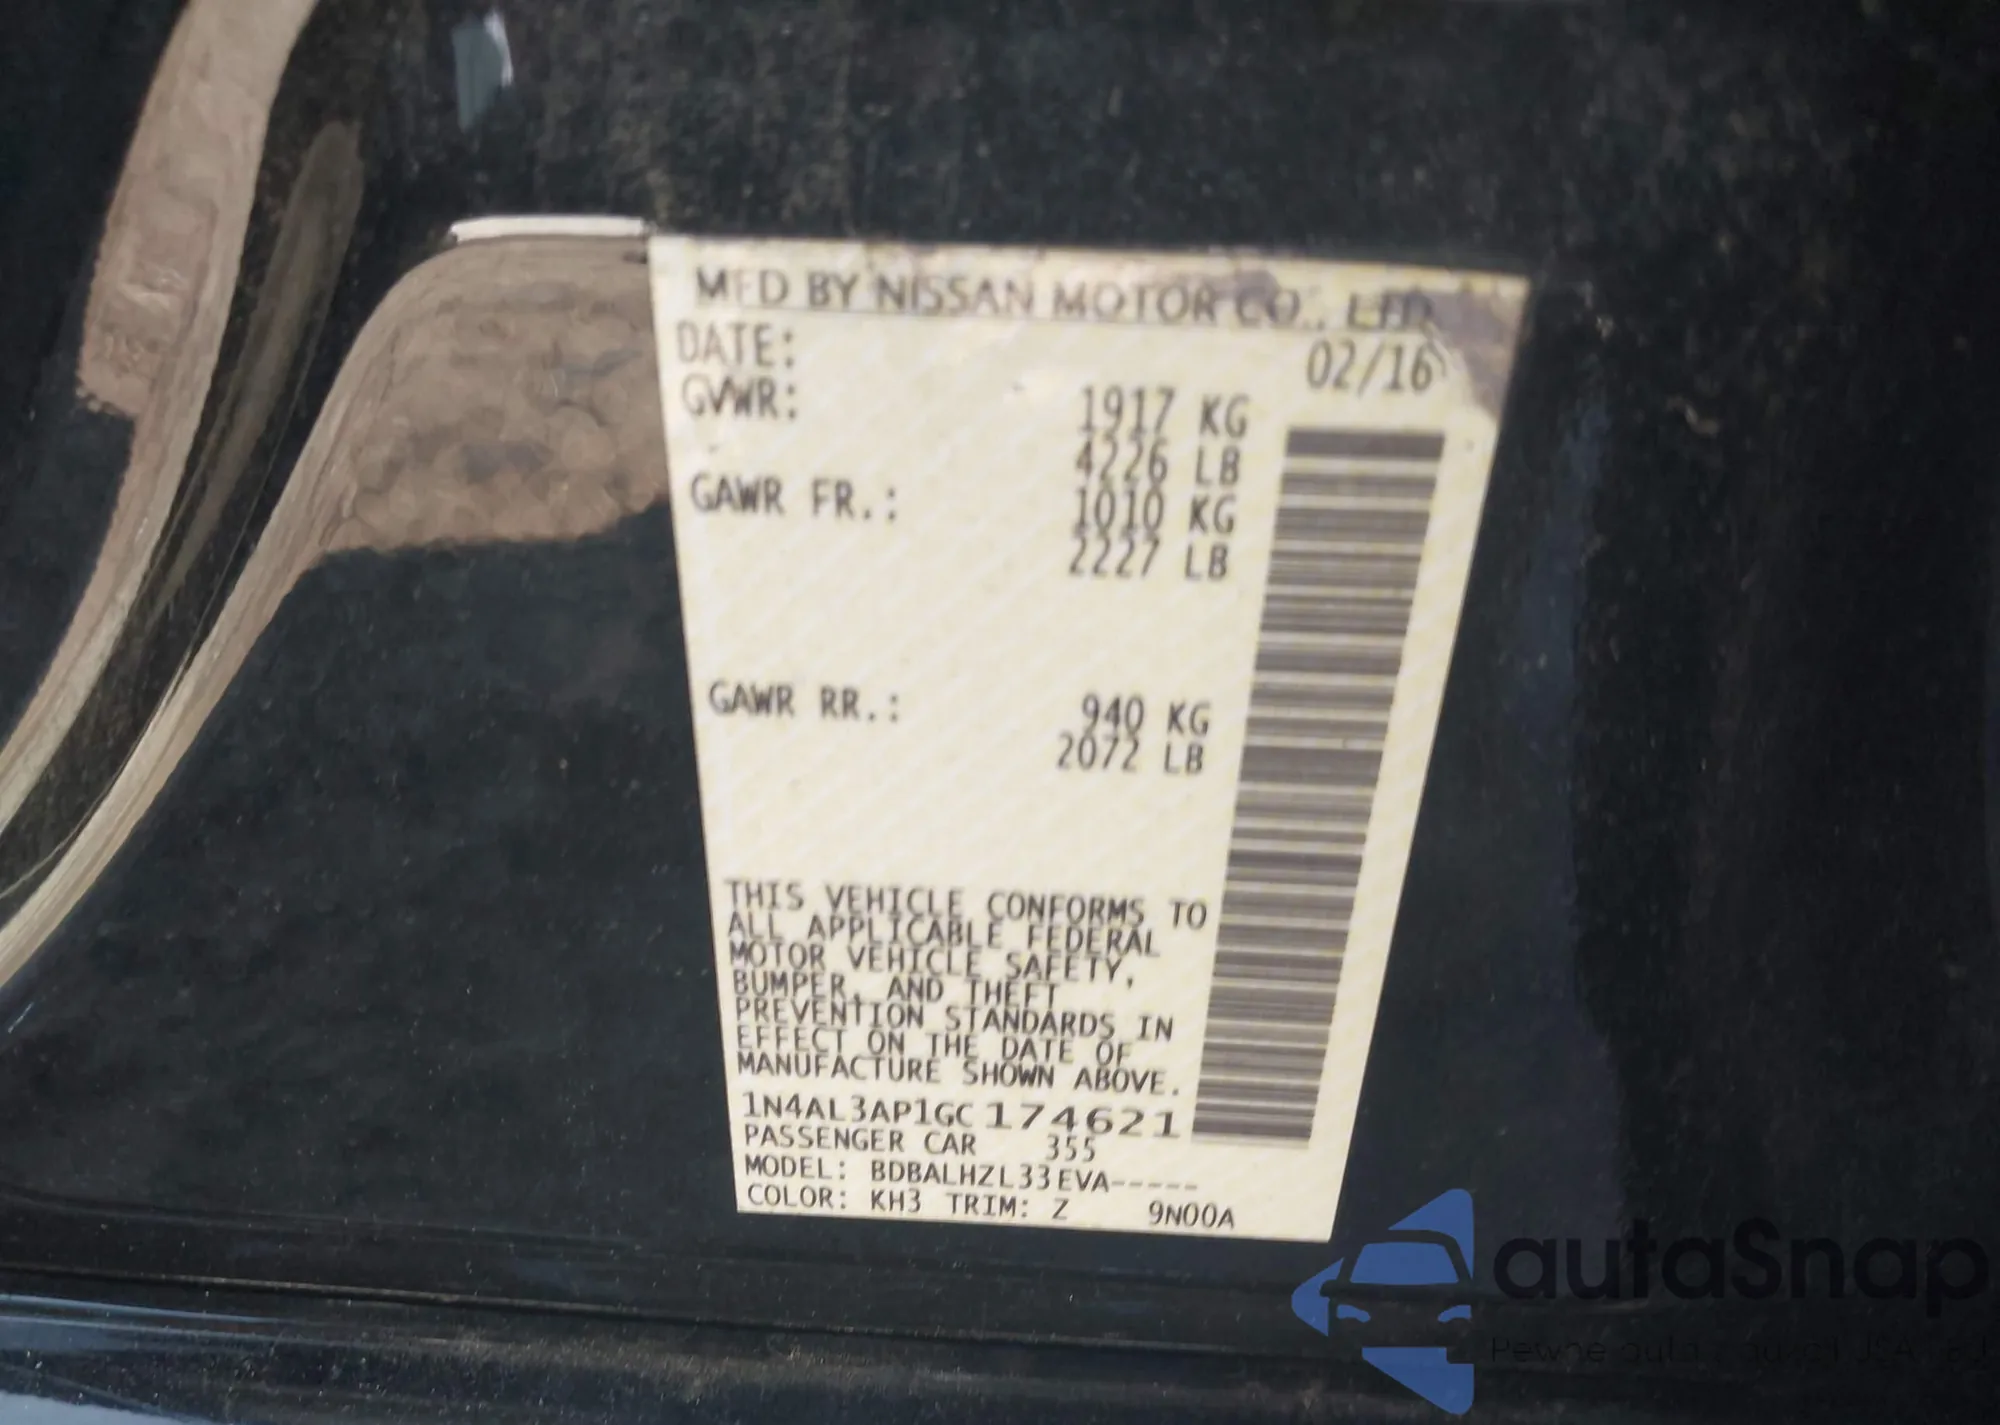 MFD BY NISSAN MOTOR CO., LTD.
DATE: 02/16
GVWR: 1917 KG
4226 LB
GAWR FR.: 1010 KG
2227 LB
GAWR RR.: 940 KG
2072 LB
THIS VEHICLE CONFORMS TO
ALL APPLICABLE FEDERAL
MOTOR VEHICLE SAFETY,
BUMPER, AND THEFT
PREVENTION STANDARDS IN
EFFECT ON THE DATE OF
MANUFACTURE SHOWN ABOVE.
1N4AL3AP1GC174621
PASSENGER CAR 355
MODEL: BDBALHZL33EVA-----
COLOR: KH3 TRIM: Z 9N00A
autaSnap
Pewne auta